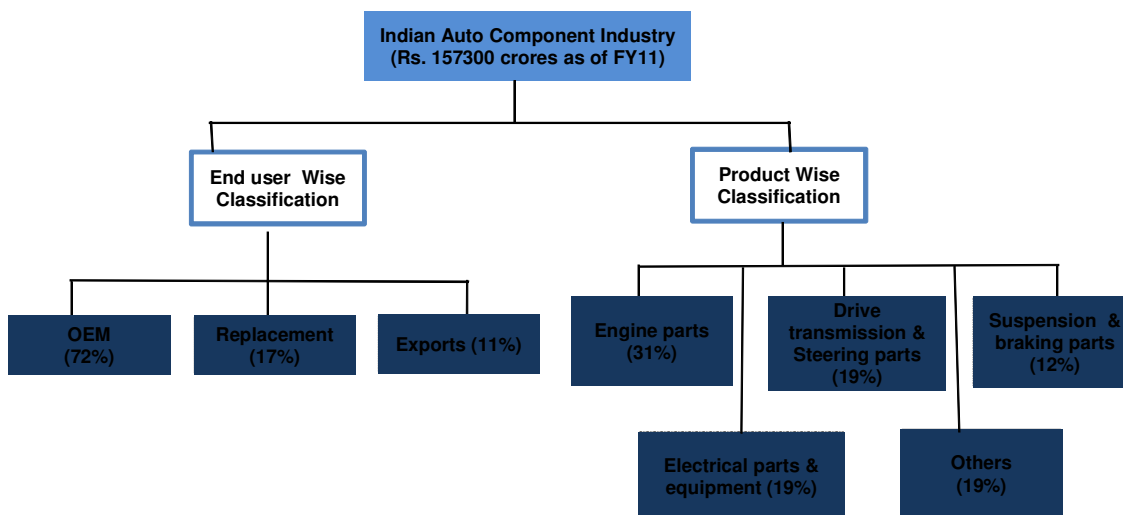 Indian Auto Component Industry
(Rs. 157300 crores as of FY11)
End user Wise
Classification
Product Wise
Classification
OEM
(72%)
Replacement
(17%)
Exports (11%)
Engine parts
(31%)
Drive
transmission &
Steering parts
(19%)
Suspension &
braking parts
(12%)
Electrical parts &
equipment (19%)
Others
(19%)